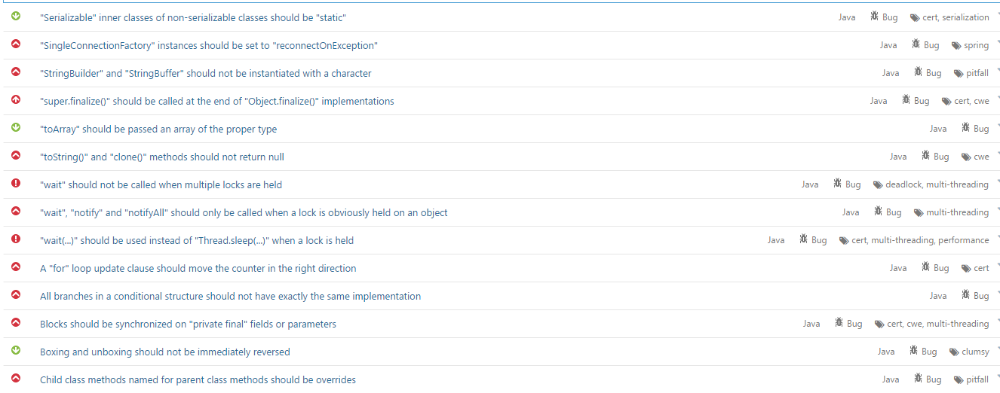 "Serializable" inner classes of non-serializable classes should be "static" Java Bug cert, serialization
"SingleConnectionFactory" instances should be set to "reconnectOnException" Java Bug spring
"StringBuilder" and "StringBuffer" should not be instantiated with a character Java Bug pitfall
"super.finalize()" should be called at the end of "Object.finalize()" implementations Java Bug cert, cwe
"toArray" should be passed an array of the proper type Java Bug
"toString()" and "clone()" methods should not return null Java Bug cwe
"wait" should not be called when multiple locks are held Java Bug deadlock, multi-threading
"wait", "notify" and "notifyAll" should only be called when a lock is obviously held on an object Java Bug multi-threading
"wait(...)" should be used instead of "Thread.sleep(...)" when a lock is held Java Bug cert, multi-threading, performance
A "for" loop update clause should move the counter in the right direction Java Bug cert
All branches in a conditional structure should not have exactly the same implementation Java Bug
Blocks should be synchronized on "private final" fields or parameters Java Bug cert, cwe, multi-threading
Boxing and unboxing should not be immediately reversed Java Bug clumsy
Child class methods named for parent class methods should be overrides Java Bug pitfall